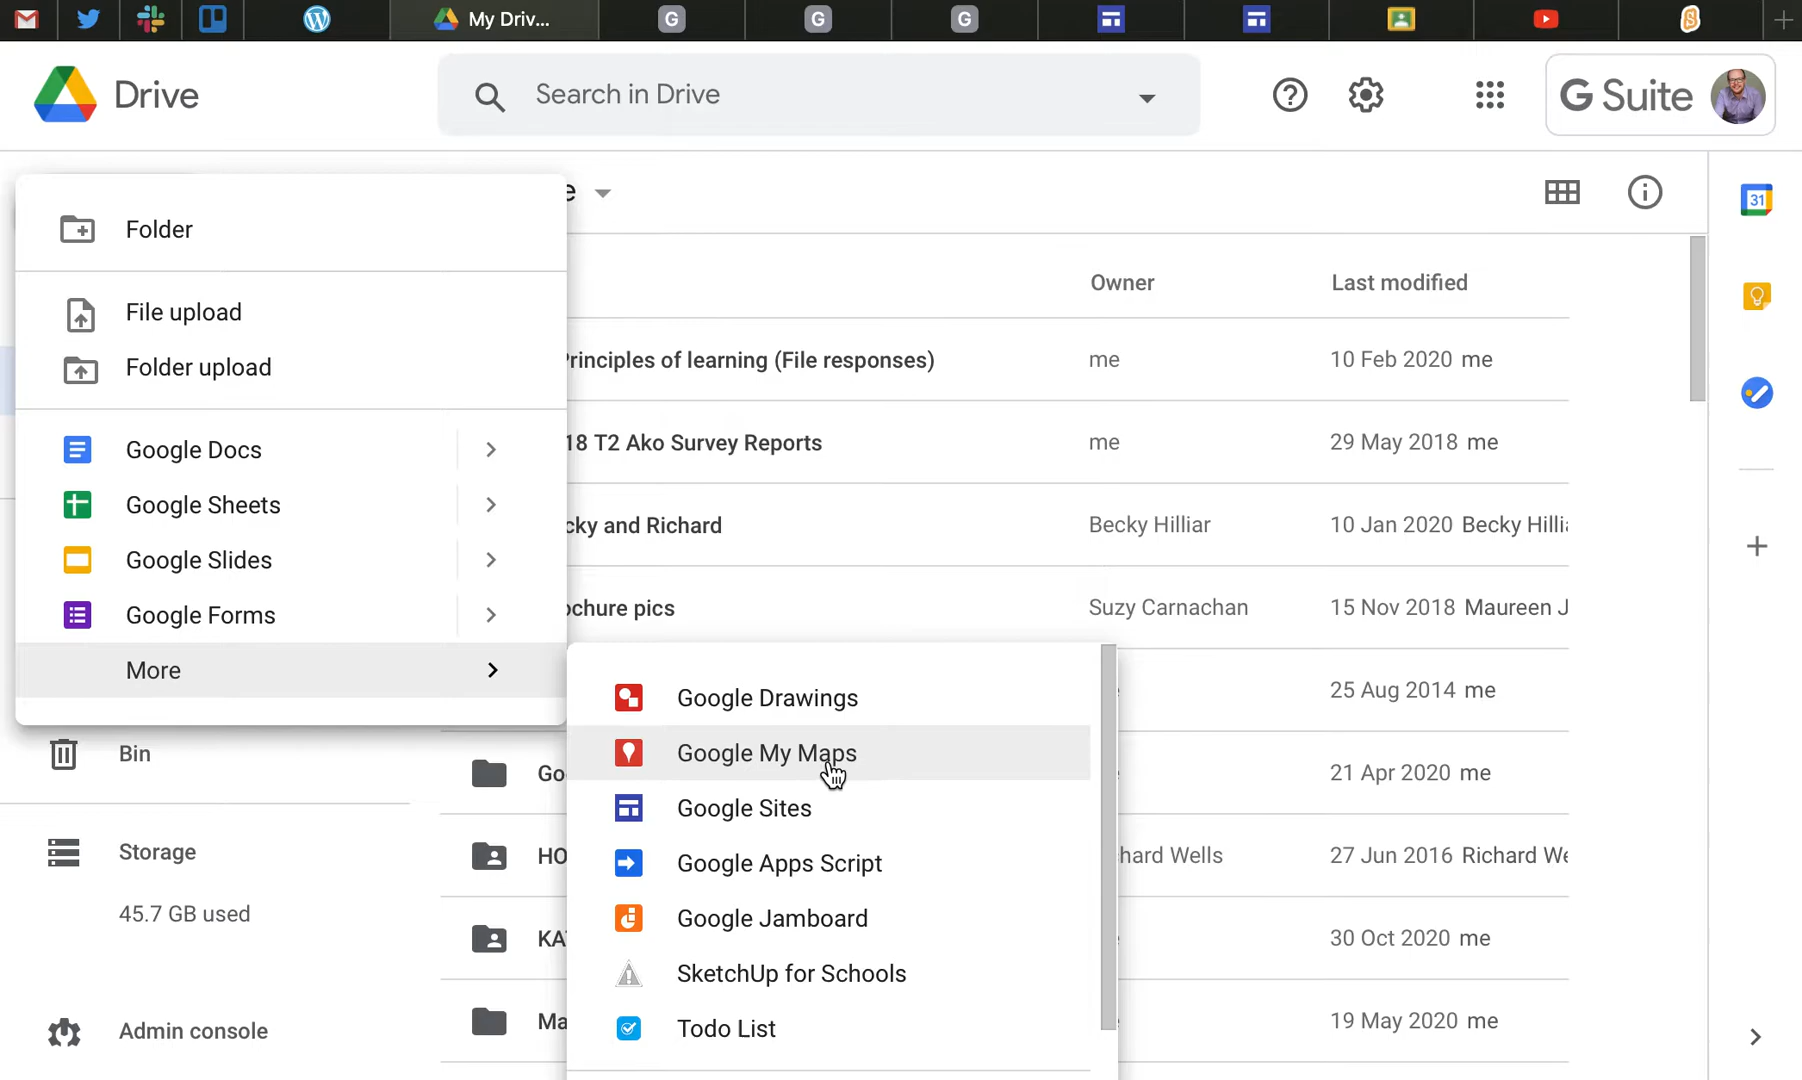 My Driv...
Drive
Search in Drive
G Suite
Folder
File upload
Folder upload
Google Docs
Google Sheets
Google Slides
Google Forms
More
Bin
Storage
45.7 GB used
Admin console
Owner Last modified
Principles of learning (File responses) me 10 Feb 2020 me
18 T2 Ako Survey Reports me 29 May 2018 me
cky and Richard Becky Hilliar 10 Jan 2020 Becky Hillia
ochure pics Suzy Carnachan 15 Nov 2018 Maureen J
25 Aug 2014 me
Go 21 Apr 2020 me
HO hard Wells 27 Jun 2016 Richard We
KA 30 Oct 2020 me
Ma 19 May 2020 me
Google Drawings
Google My Maps
Google Sites
Google Apps Script
Google Jamboard
SketchUp for Schools
Todo List
31